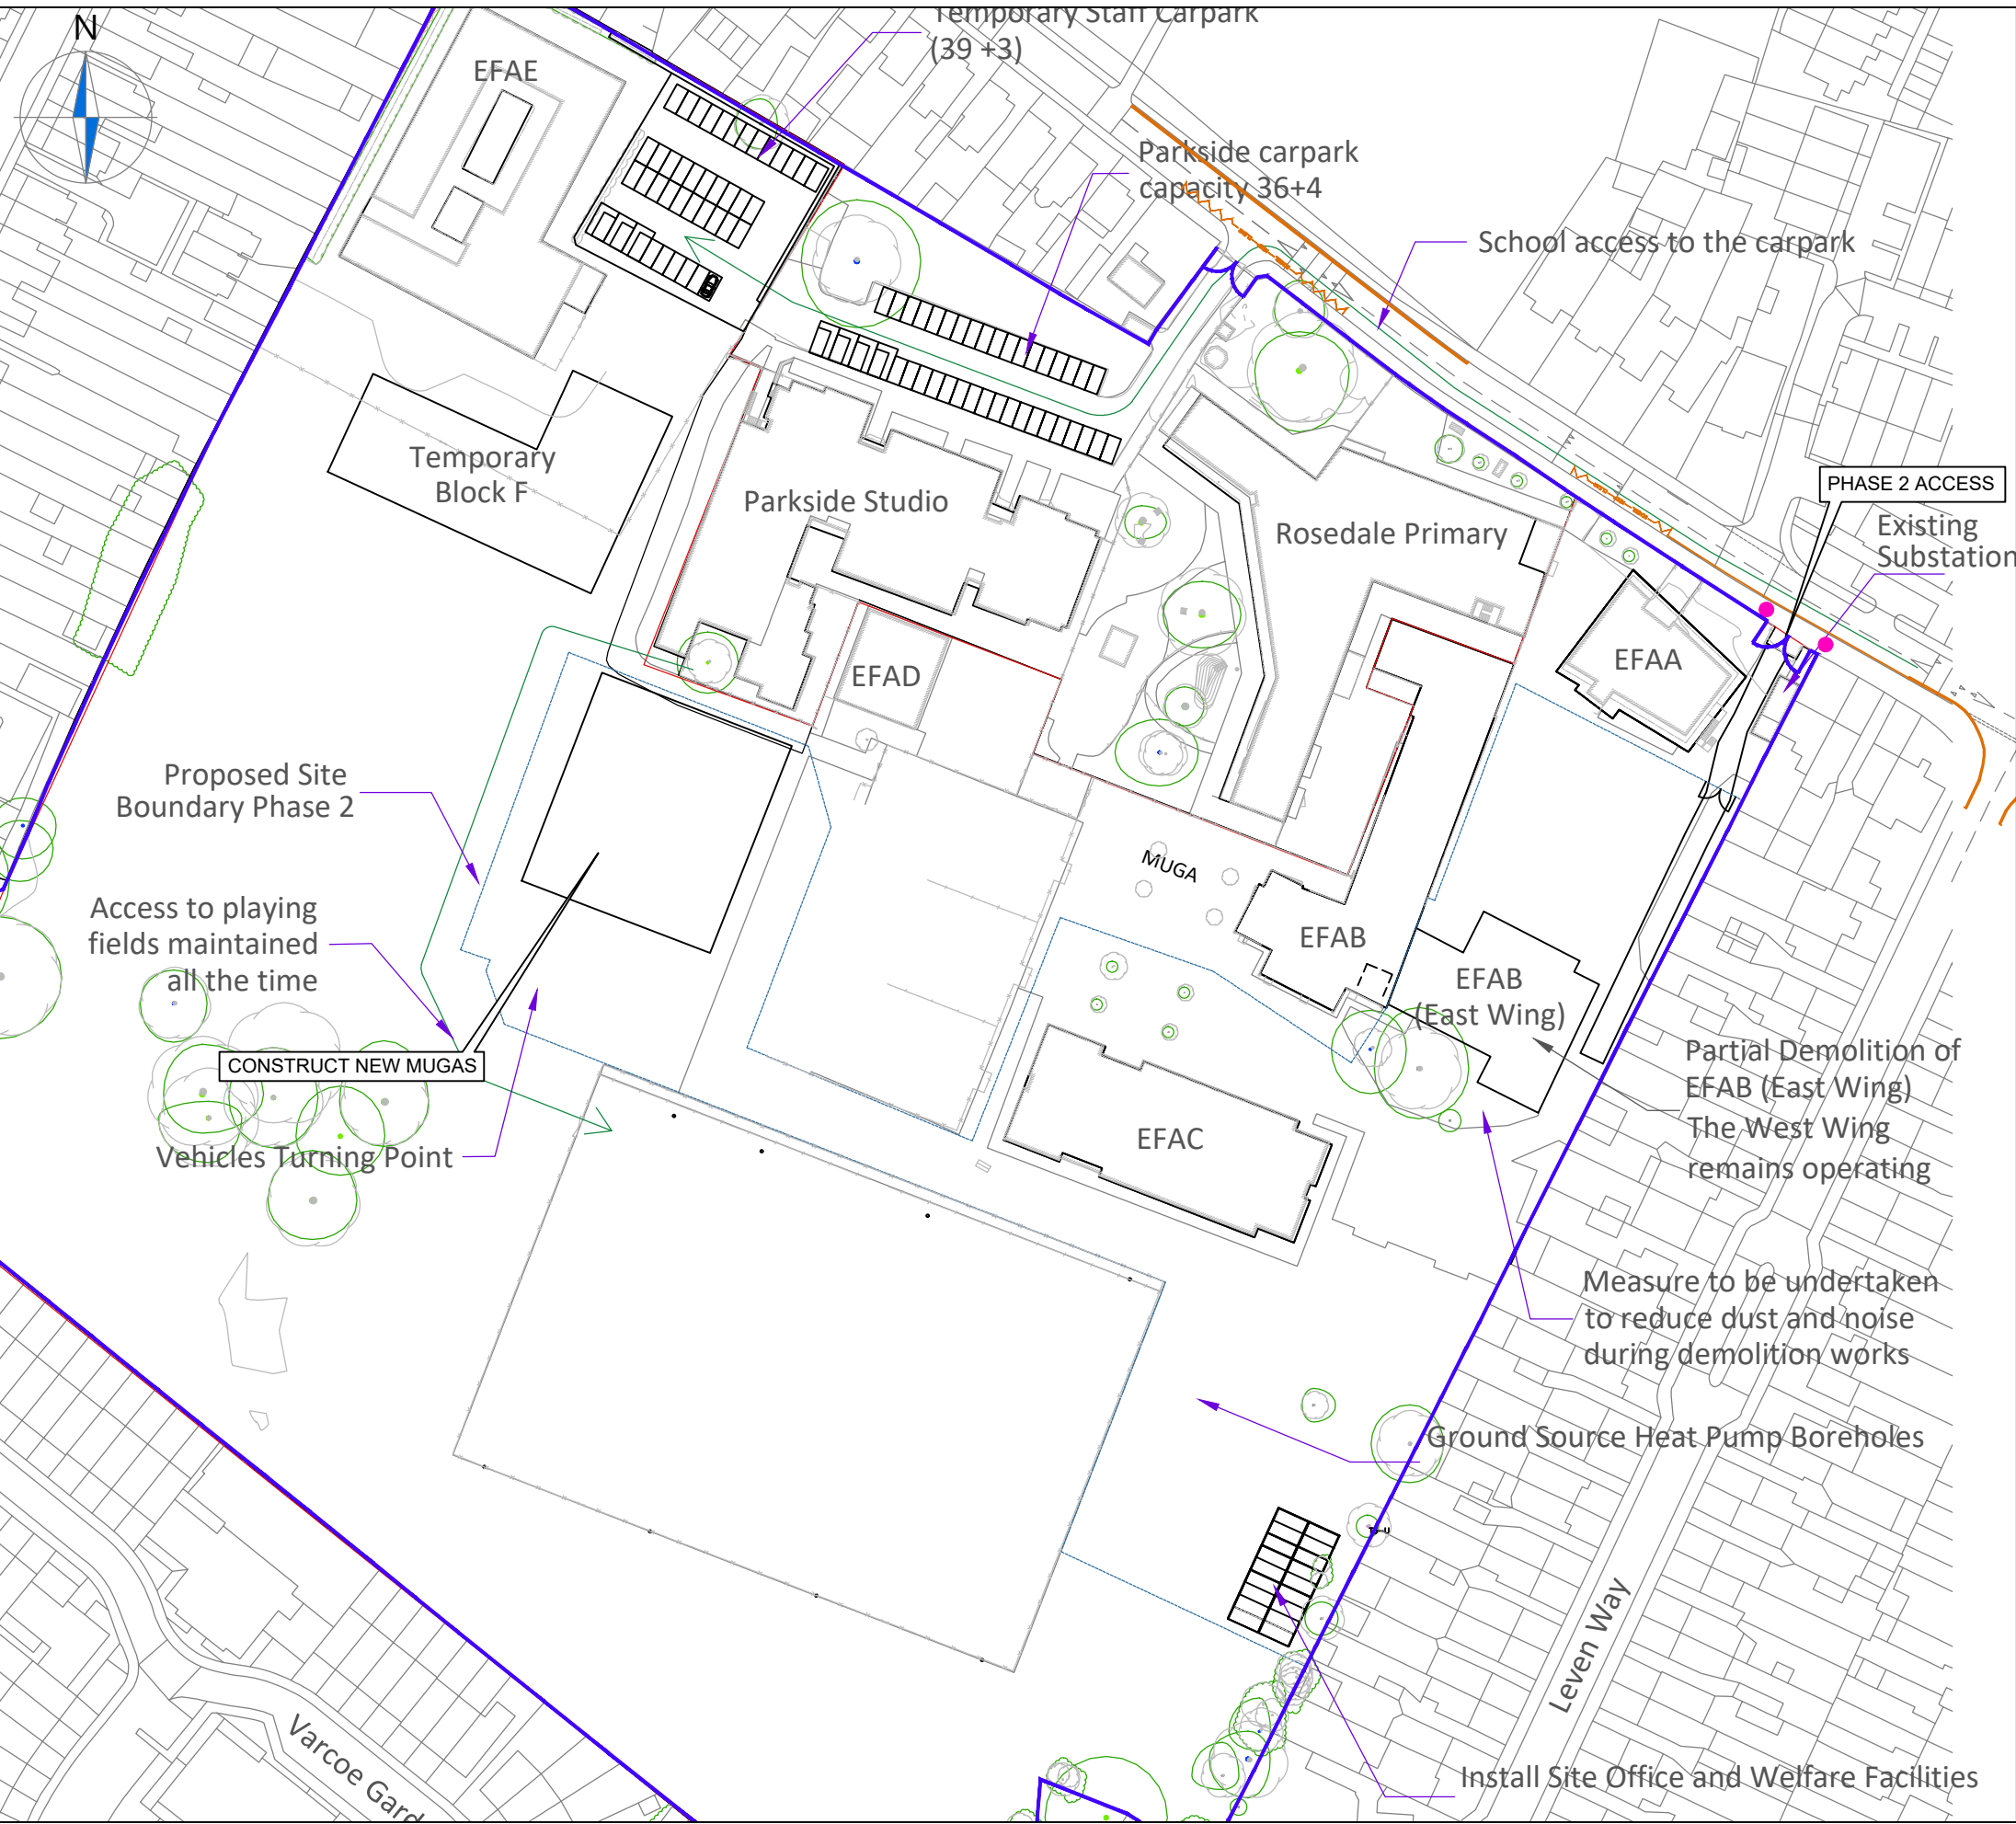 N
Temporary Staff Carpark
(39 +3)
EFAE
Parkside carpark
capacity 36+4
School access to the carpark
Temporary
Block F
Parkside Studio
Rosedale Primary
PHASE 2 ACCESS
Existing
Substation
EFAA
EFAD
Proposed Site
Boundary Phase 2
MUGA
Access to playing
fields maintained
all the time
EFAB
EFAB
(East Wing)
CONSTRUCT NEW MUGAS
Partial Demolition of
EFAB (East Wing)
The West Wing
remains operating
EFAC
Vehicles Turning Point
Measure to be undertaken
to reduce dust and noise
during demolition works
Ground Source Heat Pump Boreholes
Leven Way
Varcoe Gard
Install Site Office and Welfare Facilities